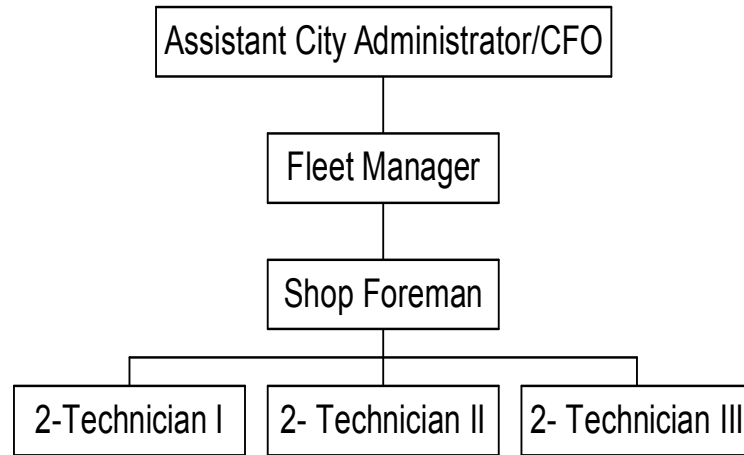 Assistant City Administrator/CFO
Fleet Manager
Shop Foreman
2-Technician I
2- Technician II
2- Technician III